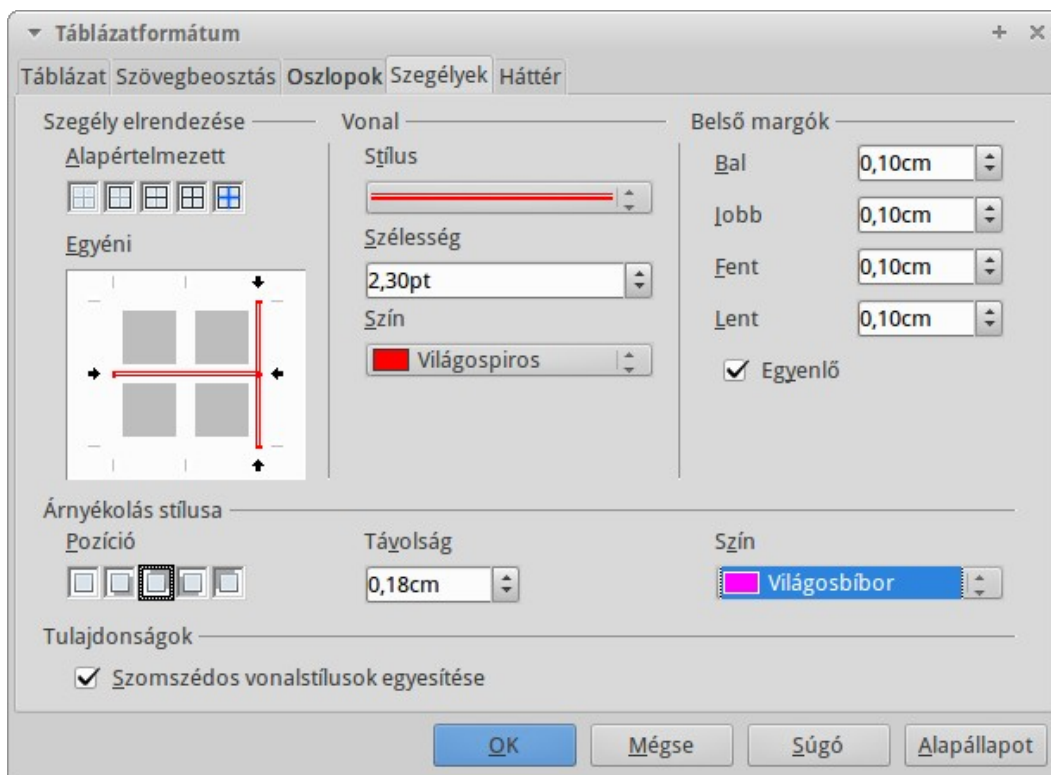 Táblázatformátum
Táblázat Szövegbeosztás Oszlopok Szegélyek Háttér
Szegély elrendezése
Alapértelmezett
Egyéni
Vonal
Stílus
Szélesség
2,30pt
Szín
Világospiros
Belső margók
Bal 0,10cm
Jobb 0,10cm
Fent 0,10cm
Lent 0,10cm
Egyenlő
Árnyékolás stílusa
Pozíció
Távolság
0,18cm
Szín
Világosbíbor
Tulajdonságok
Szomszédos vonalstílusok egyesítése
OK Mégse Súgó Alapállapot